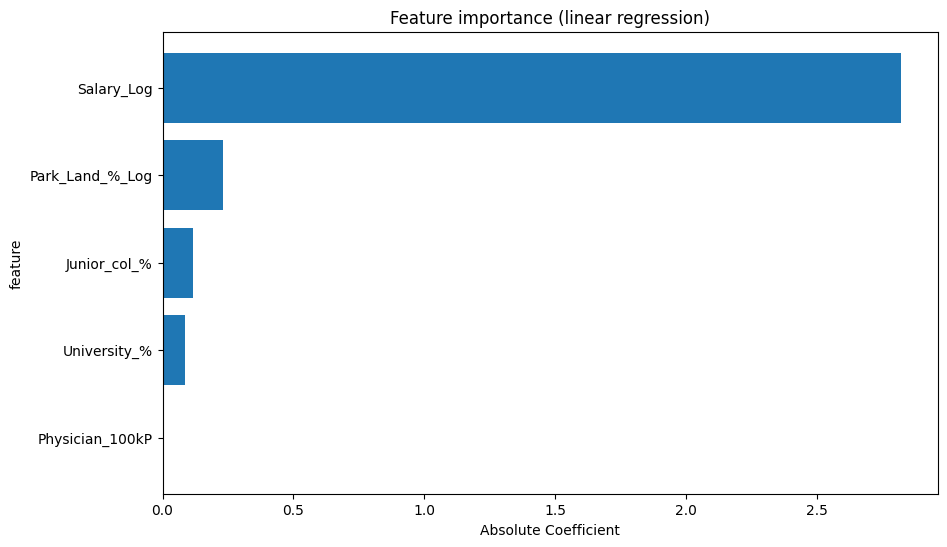 Feature importance (linear regression)
Salary_Log
Park_Land_%_Log
Junior_col_%
University_%
Physician_100kP
feature
0.0 0.5 1.0 1.5 2.0 2.5
Absolute Coefficient